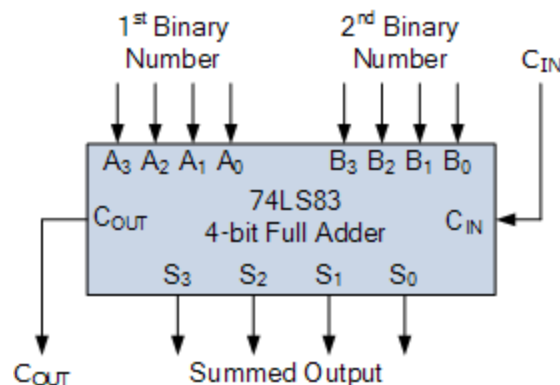 1st Binary Number
2nd Binary Number
CIN
A3 A2 A1 A0
B3 B2 B1 B0
74LS83
4-bit Full Adder
COUT
CIN
S3 S2 S1 S0
COUT
Summed Output